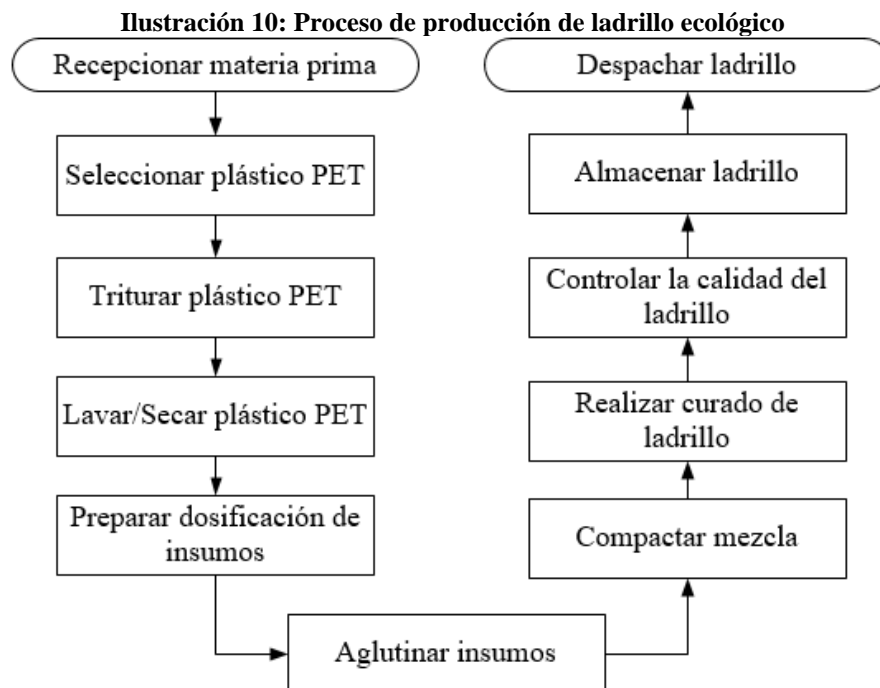 Ilustración 10: Proceso de producción de ladrillo ecológico
Recepcionar materia prima
Seleccionar plástico PET
Triturar plástico PET
Lavar/Secar plástico PET
Preparar dosificación de
insumos
Aglutinar insumos
Compactar mezcla
Realizar curado de
ladrillo
Controlar la calidad del
ladrillo
Almacenar ladrillo
Despachar ladrillo